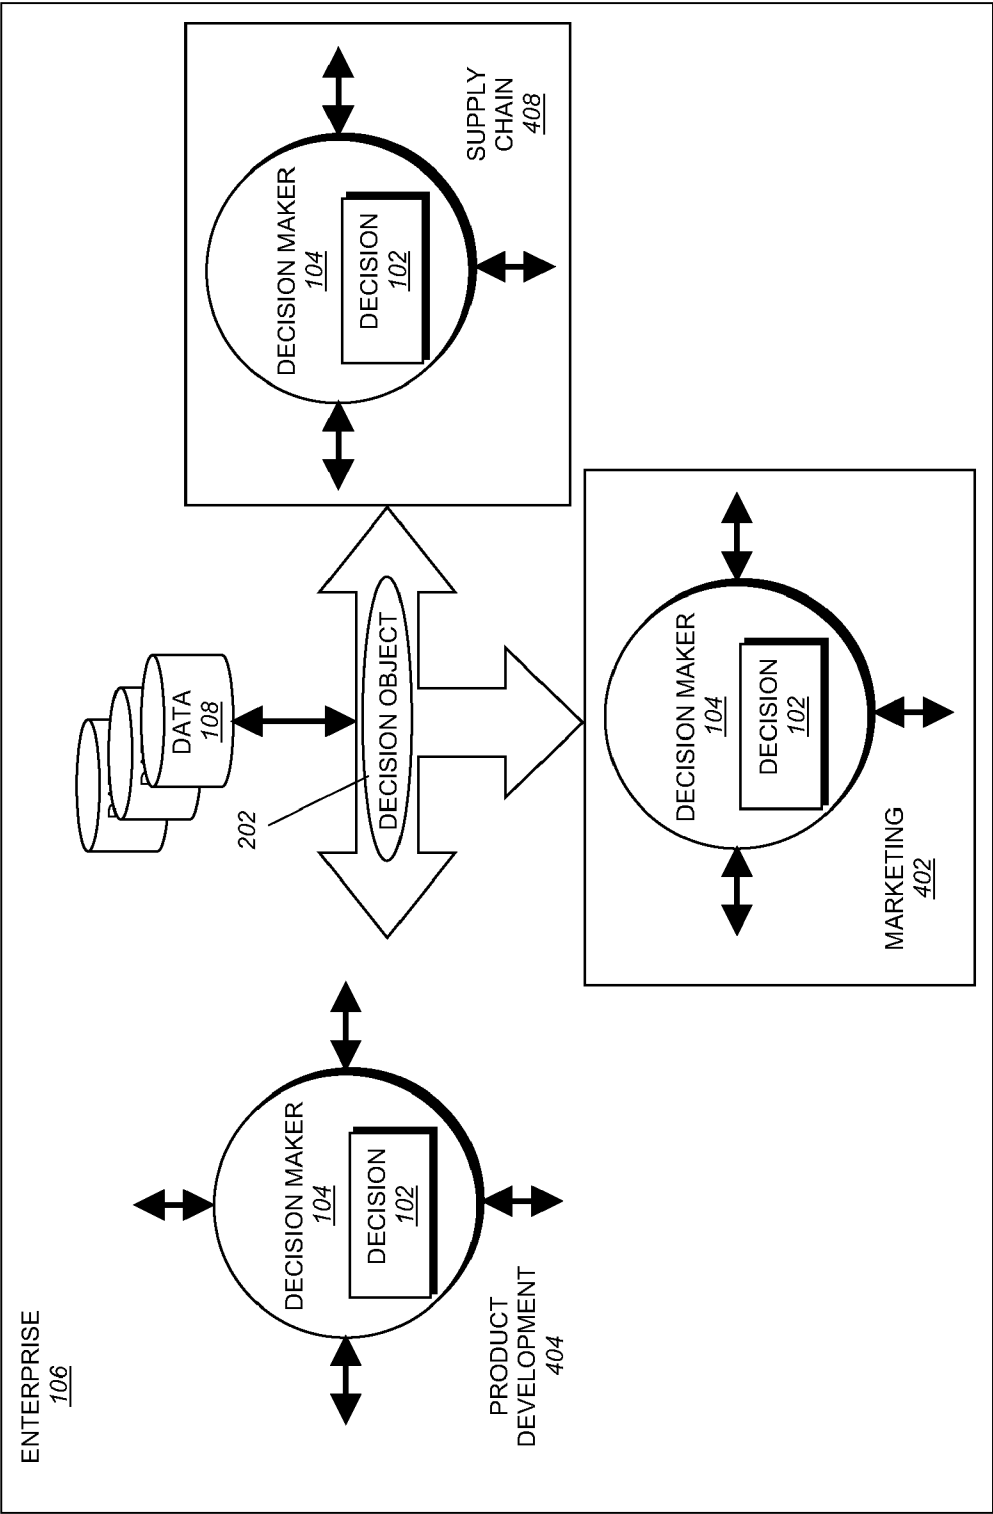 ENTERPRISE
106
DATA
108
202
DECISION OBJECT
DECISION MAKER
104
DECISION
102
PRODUCT
DEVELOPMENT
404
DECISION MAKER
104
DECISION
102
MARKETING
402
DECISION MAKER
104
DECISION
102
SUPPLY
CHAIN
408